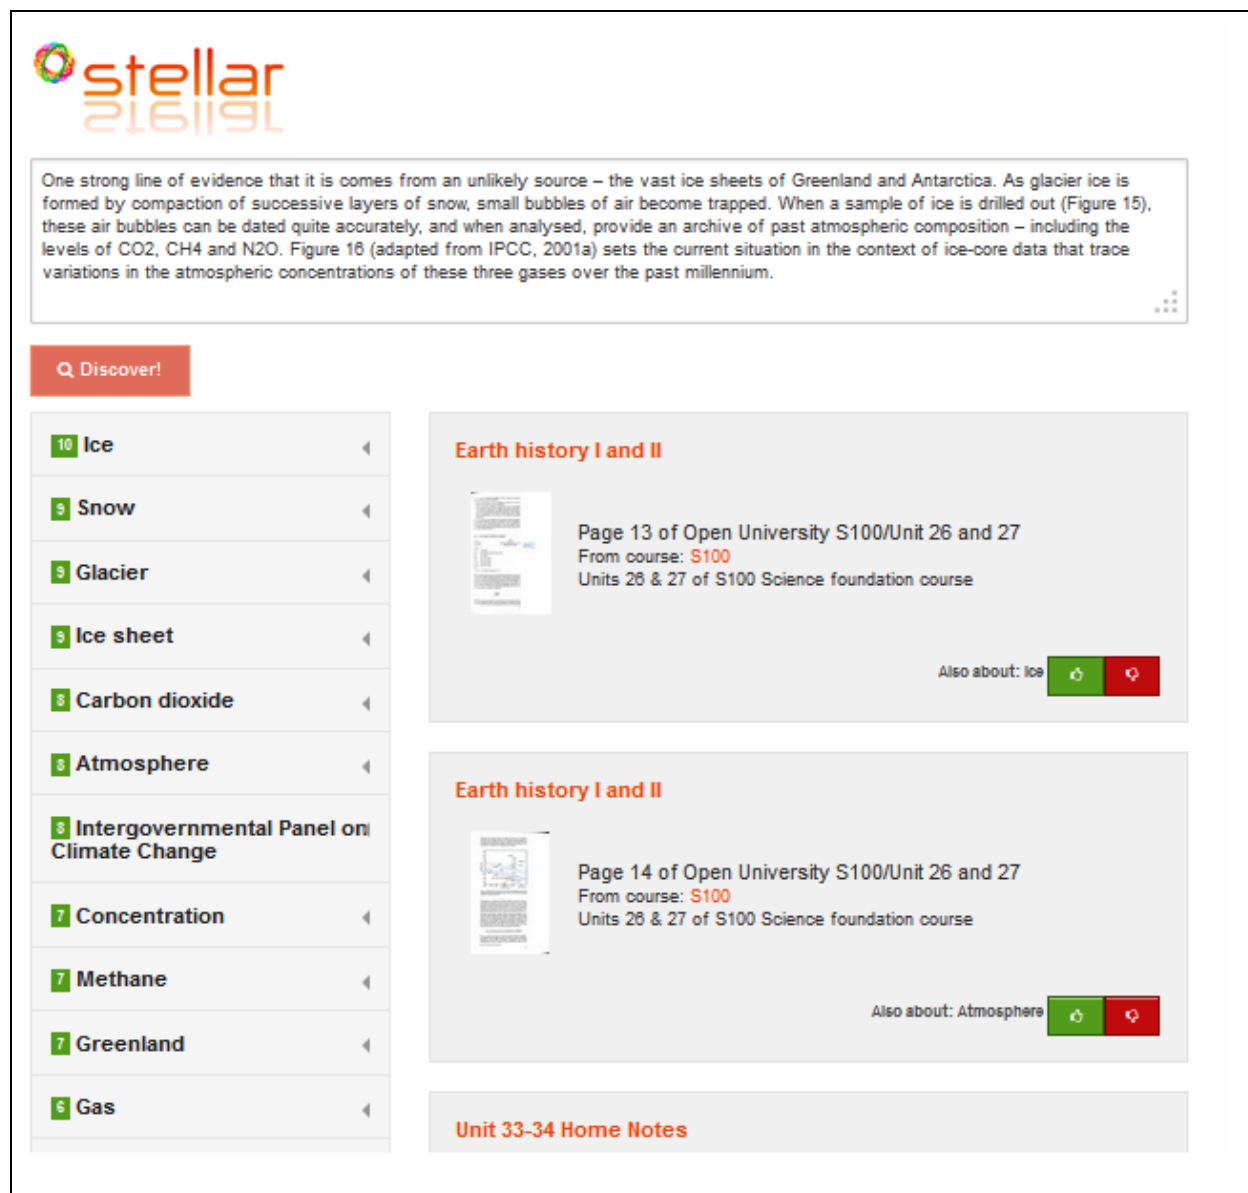 stellar
One strong line of evidence that it is comes from an unlikely source – the vast ice sheets of Greenland and Antarctica. As glacier ice is
formed by compaction of successive layers of snow, small bubbles of air become trapped. When a sample of ice is drilled out (Figure 15),
these air bubbles can be dated quite accurately, and when analysed, provide an archive of past atmospheric composition – including the
levels of CO2, CH4 and N2O. Figure 16 (adapted from IPCC, 2001a) sets the current situation in the context of ice-core data that trace
variations in the atmospheric concentrations of these three gases over the past millennium.
Discover!
10 Ice
9 Snow
9 Glacier
9 Ice sheet
8 Carbon dioxide
8 Atmosphere
8 Intergovernmental Panel on
Climate Change
7 Concentration
7 Methane
7 Greenland
6 Gas
Earth history I and II
Page 13 of Open University S100/Unit 26 and 27
From course: S100
Units 26 & 27 of S100 Science foundation course
Also about: Ice
Earth history I and II
Page 14 of Open University S100/Unit 26 and 27
From course: S100
Units 26 & 27 of S100 Science foundation course
Also about: Atmosphere
Unit 33-34 Home Notes